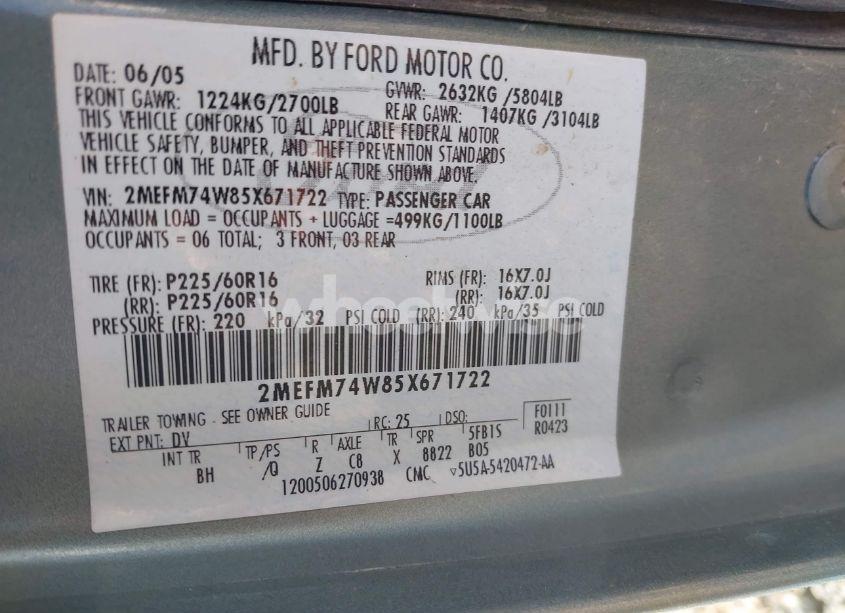 MFD. BY FORD MOTOR CO.
DATE: 06/05 GVWR: 2632KG /5804LB
FRONT GAWR: 1224KG/2700LB REAR GAWR: 1407KG /3104LB
THIS VEHICLE CONFORMS TO ALL APPLICABLE FEDERAL MOTOR
VEHICLE SAFETY, BUMPER, AND THEFT PREVENTION STANDARDS
IN EFFECT ON THE DATE OF MANUFACTURE SHOWN ABOVE.
VIN: 2MEFM74W85X671722 TYPE: PASSENGER CAR
MAXIMUM LOAD = OCCUPANTS + LUGGAGE =499KG/1100LB
OCCUPANTS = 06 TOTAL; 3 FRONT, 03 REAR
TIRE (FR): P225/60R16 RIMS (FR): 16X7.0J
(RR): P225/60R16 (RR): 16X7.0J
PRESSURE (FR): 220 kPa/32 PSI COLD (RR): 240 kPa/35 PSI COLD
2MEFM74W85X671722
TRAILER TOWING - SEE OWNER GUIDE
EXT PNT: DV RC: 25 DSO: F0111
R0423
INT TR TP/PS R AXLE TR SPR 5FB15
BH /Q Z C8 X 8822 B05
1200506270938 CMC ▽5U5A-5420472-AA